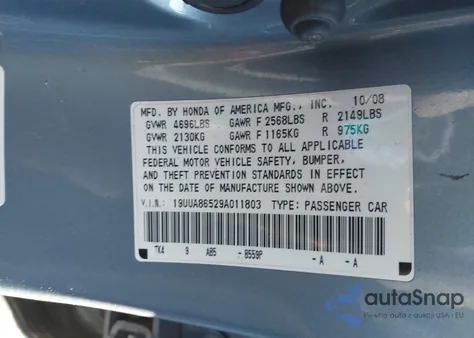 MFD. BY HONDA OF AMERICA MFG., INC. 10/08
GVWR 4696LBS GAWR F 2568LBS R 2149LBS
GVWR 2130KG GAWR F 1165KG R 975KG
THIS VEHICLE CONFORMS TO ALL APPLICABLE
FEDERAL MOTOR VEHICLE SAFETY, BUMPER,
AND THEFT PREVENTION STANDARDS IN EFFECT
ON THE DATE OF MANUFACTURE SHOWN ABOVE.
V.I.N.: 19UUA86529A011803 TYPE: PASSENGER CAR
TK4 9 AB5 - B559P - A - A
autoSnap